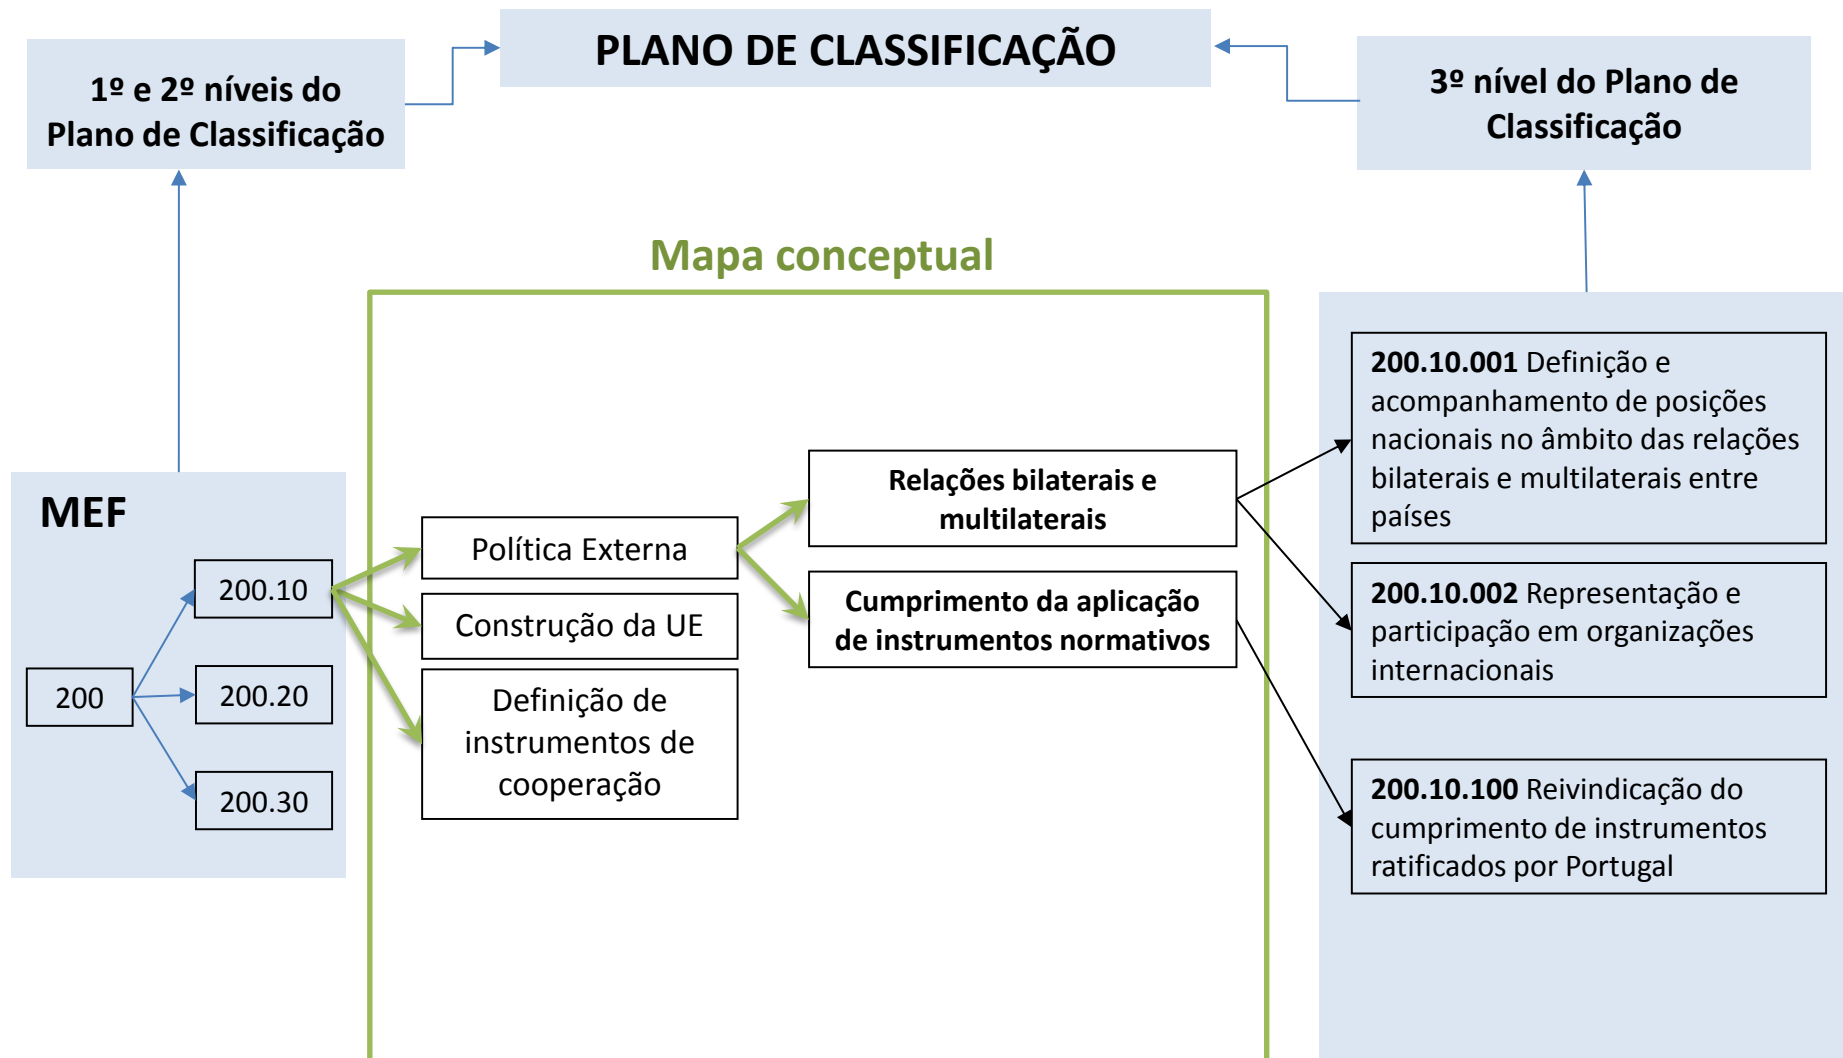 PLANO DE CLASSIFICAÇÃO
1º e 2º níveis do
Plano de Classificação
3º nível do Plano de
Classificação
Mapa conceptual
MEF
200
200.10
200.20
200.30
Política Externa
Construção da UE
Definição de
instrumentos de
cooperação
Relações bilaterais e
multilaterais
Cumprimento da aplicação
de instrumentos normativos
200.10.001 Definição e
acompanhamento de posições
nacionais no âmbito das relações
bilaterais e multilaterais entre
países
200.10.002 Representação e
participação em organizações
internacionais
200.10.100 Reivindicação do
cumprimento de instrumentos
ratificados por Portugal